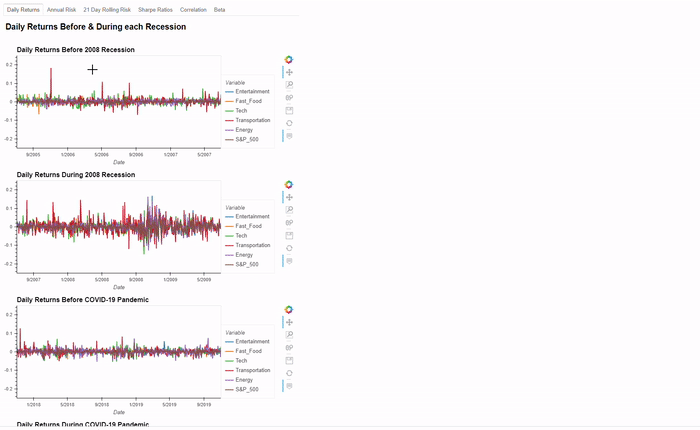 Daily Returns Annual Risk 21 Day Rolling Risk Sharpe Ratios Correlation Beta
Daily Returns Before & During each Recession
Daily Returns Before 2008 Recession
0.2
0.1
0
-0.1
-0.2
9/2005 1/2006 5/2006 9/2006 1/2007 5/2007
Date
Variable
Entertainment
Fast_Food
Tech
Transportation
Energy
S&P_500
Daily Returns During 2008 Recession
0.2
0.1
0
-0.1
-0.2
9/2007 1/2008 5/2008 9/2008 1/2009 5/2009
Date
Variable
Entertainment
Fast_Food
Tech
Transportation
Energy
S&P_500
Daily Returns Before COVID-19 Pandemic
0.2
0.1
0
-0.1
-0.2
1/2018 5/2018 9/2018 1/2019 5/2019 9/2019
Date
Variable
Entertainment
Fast_Food
Tech
Transportation
Energy
S&P_500
Daily Returns During COVID-19 Pandemic